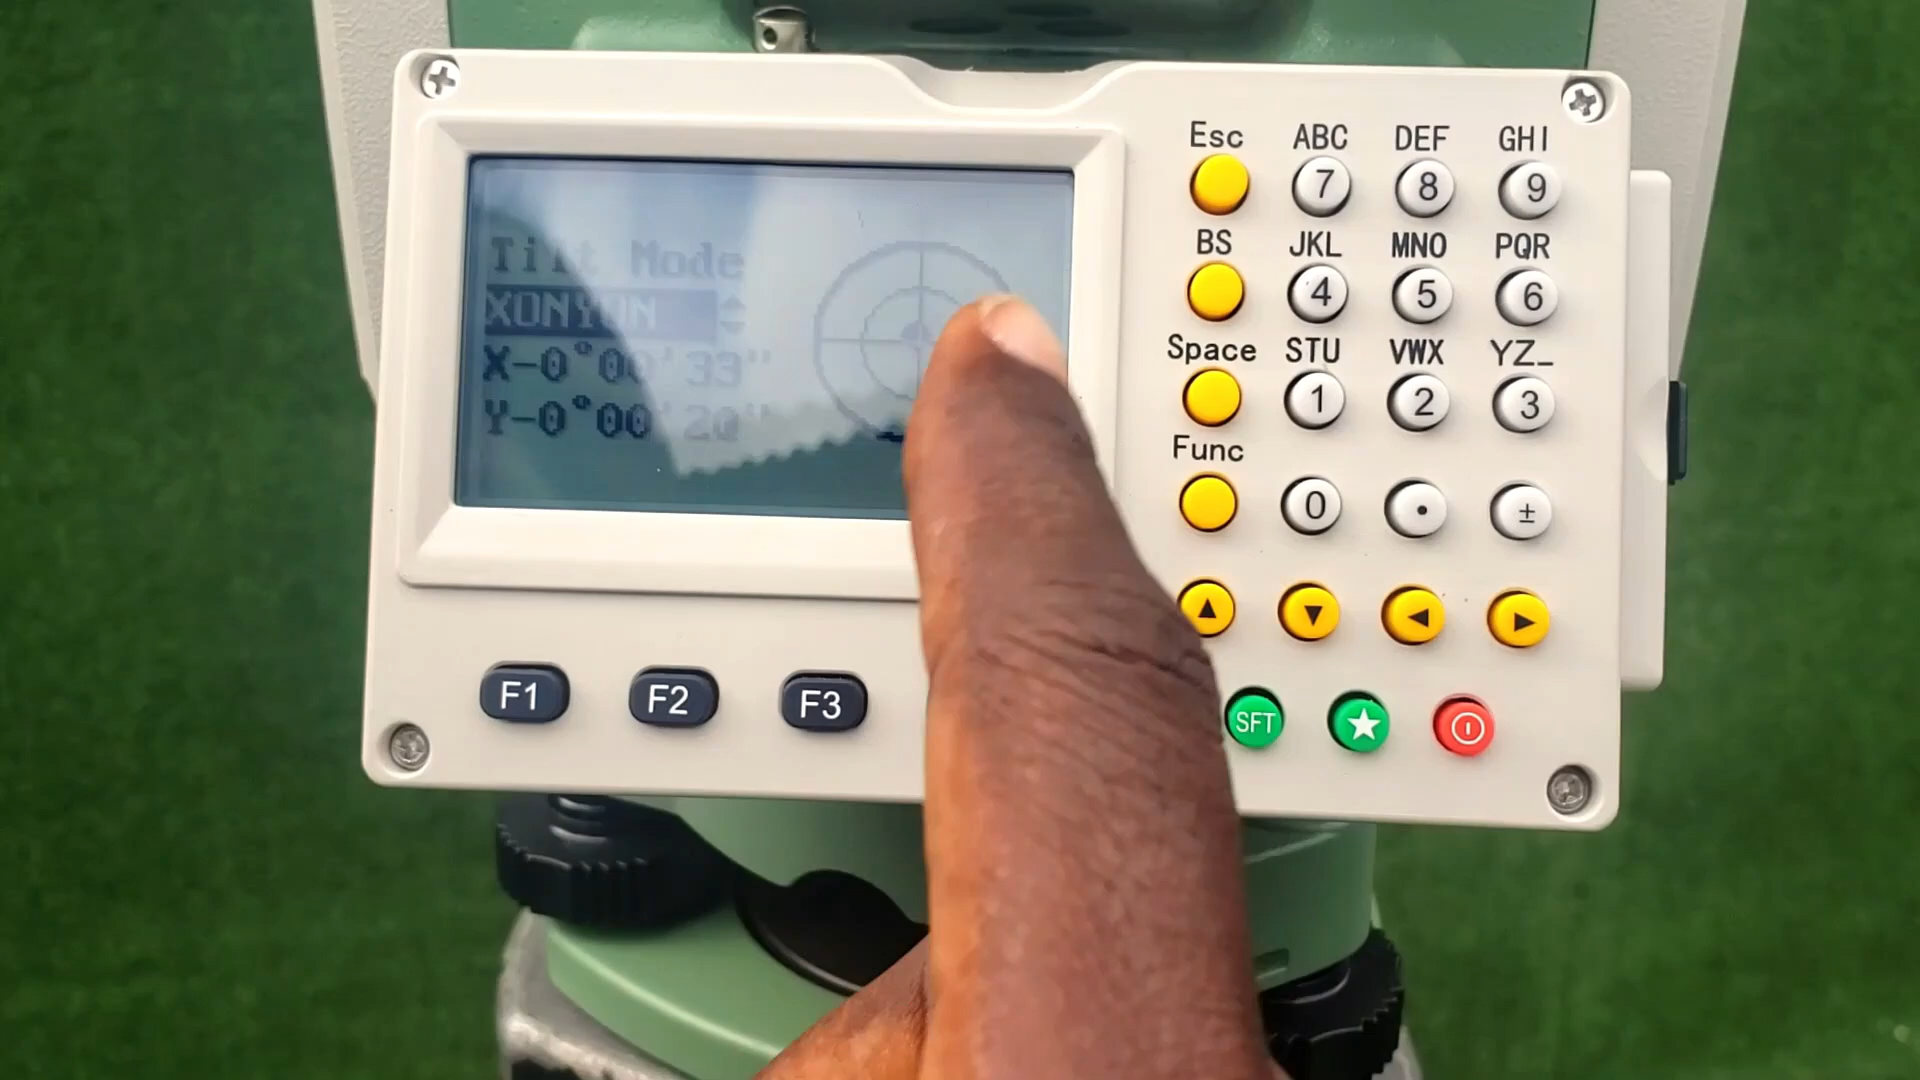 Tilt Mode
XONYON
X-0°00'33"
Y-0°00'20"
Esc ABC DEF GHI
7 8 9
BS JKL MNO PQR
4 5 6
Space STU VWX YZ_
1 2 3
Func
0 . ±
▲ ▼ ◀ ▶
F1 F2 F3
SFT ★